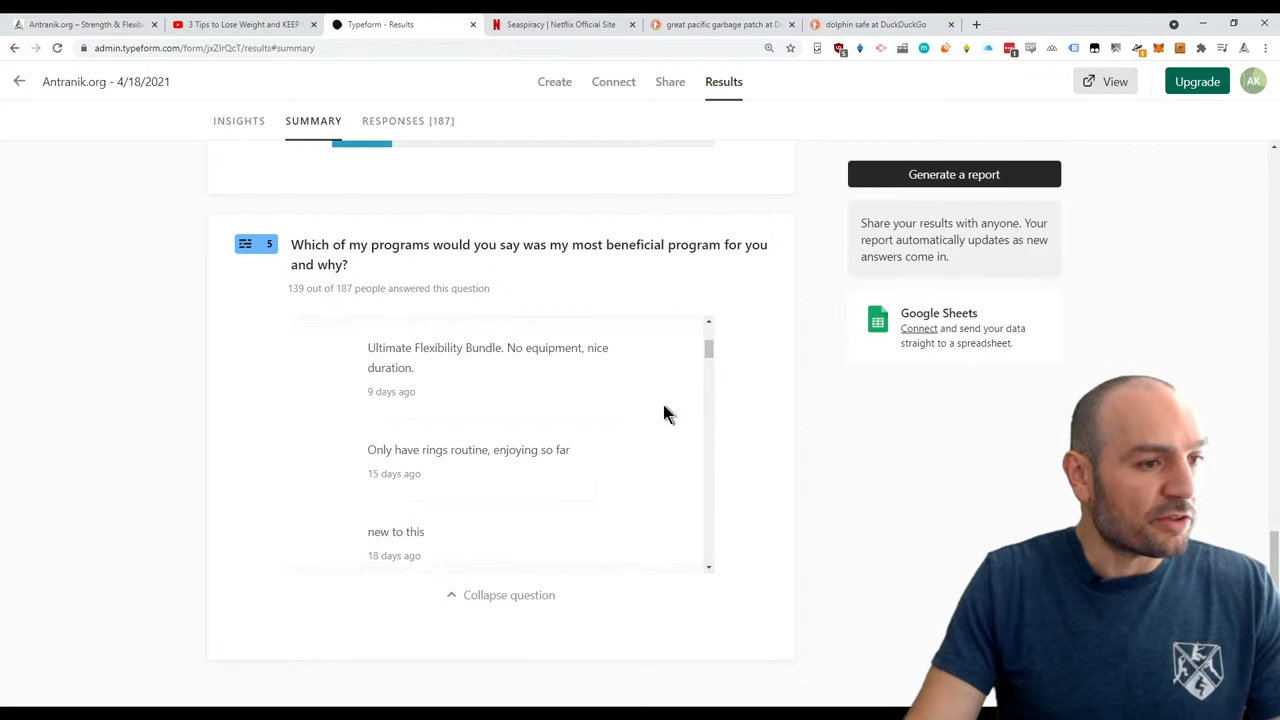 Antranik.org – Strength & Flexib
3 Tips to Lose Weight and KEEP
Typeform - Results
Seaspiracy | Netflix Official Site
great pacific garbage patch at D
dolphin safe at DuckDuckGo
admin.typeform.com/form/jxZIrQcT/results#summary
Antranik.org - 4/18/2021
Create
Connect
Share
Results
View
Upgrade
AK
INSIGHTS
SUMMARY
RESPONSES [187]
5
Which of my programs would you say was my most beneficial program for you
and why?
139 out of 187 people answered this question
Ultimate Flexibility Bundle. No equipment, nice
duration.
9 days ago
Only have rings routine, enjoying so far
15 days ago
new to this
18 days ago
Collapse question
Generate a report
Share your results with anyone. Your
report automatically updates as new
answers come in.
Google Sheets
Connect and send your data
straight to a spreadsheet.